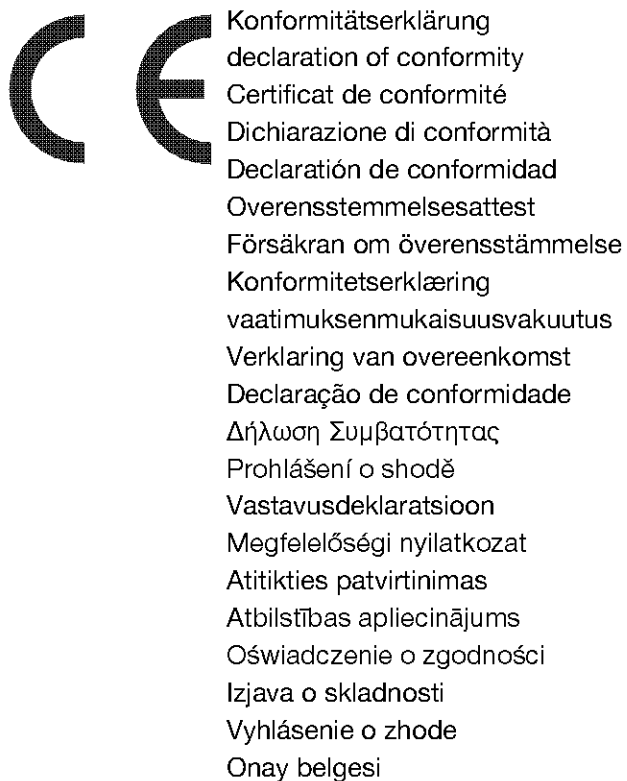 CE
Konformitätserklärung
declaration of conformity
Certificat de conformité
Dichiarazione di conformità
Declaratión de conformidad
Overensstemmelsesattest
Försäkran om överensstämmelse
Konformitetserklæring
vaatimuksenmukaisuusvakuutus
Verklaring van overeenkomst
Declaração de conformidade
Δήλωση Συμβατότητας
Prohlášení o shodě
Vastavusdeklaratsioon
Megfelelőségi nyilatkozat
Atitikties patvirtinimas
Atbilstības apliecinājums
Oświadczenie o zgodności
Izjava o skladnosti
Vyhlásenie o zhode
Onay belgesi